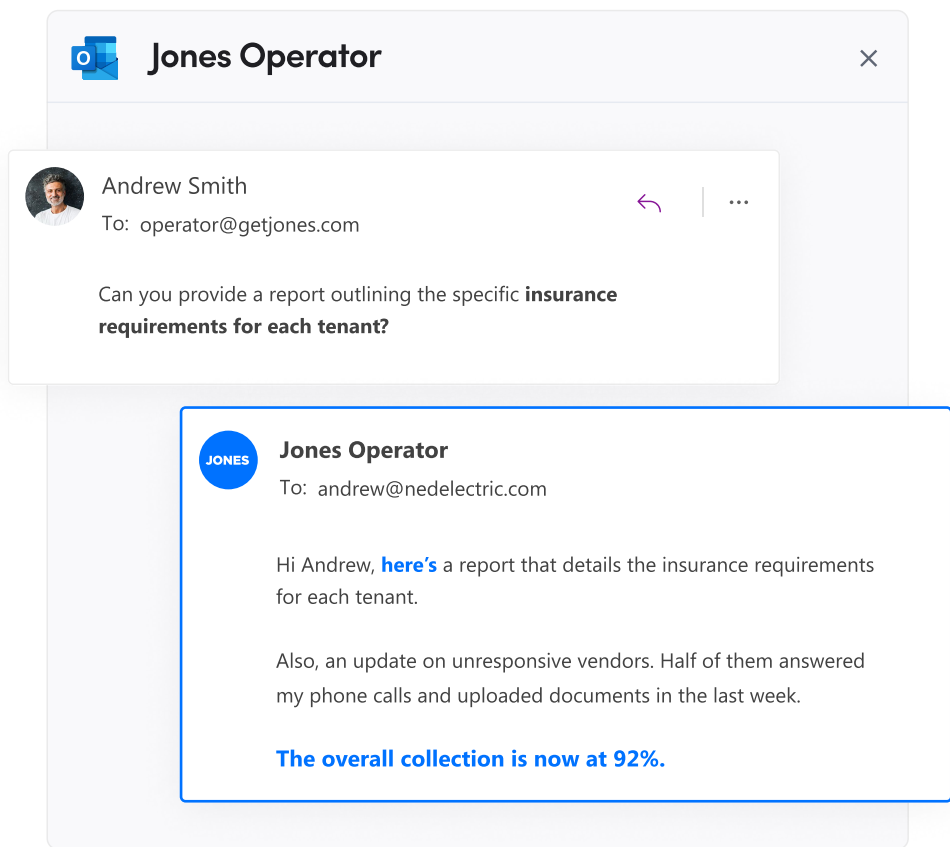 O
Jones Operator
Andrew Smith
To: operator@getjones.com
Can you provide a report outlining the specific insurance
requirements for each tenant?
JONES
Jones Operator
To: andrew@nedelectric.com
Hi Andrew, here’s a report that details the insurance requirements
for each tenant.
Also, an update on unresponsive vendors. Half of them answered
my phone calls and uploaded documents in the last week.
The overall collection is now at 92%.